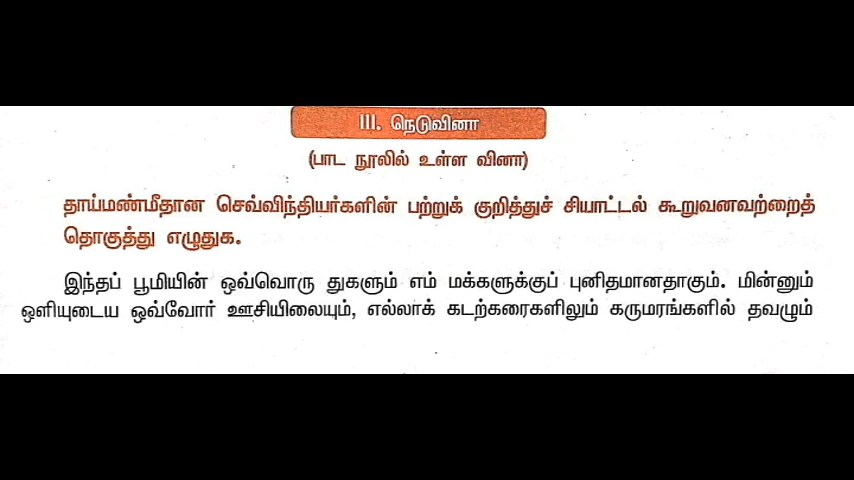 III. நெடுவினா
(பாட நூலில் உள்ள வினா)
தாய்மண்மீதான செவ்விந்தியர்களின் பற்றுக் குறித்துச் சியாட்டல் கூறுவனவற்றைத்
தொகுத்து எழுதுக.
இந்தப் பூமியின் ஒவ்வொரு துகளும் எம் மக்களுக்குப் புனிதமானதாகும். மின்னும்
ஒளியுடைய ஒவ்வோர் ஊசியிலையும், எல்லாக் கடற்கரைகளிலும் கருமரங்களில் தவழும்